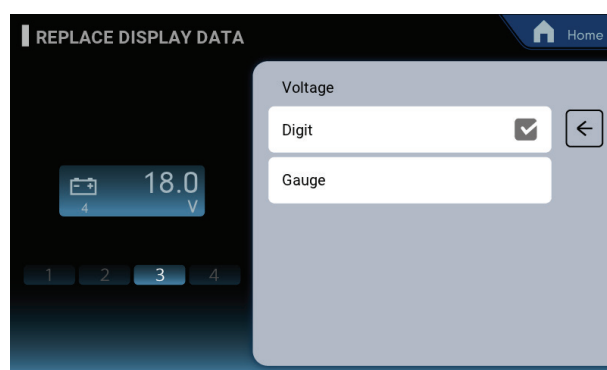 REPLACE DISPLAY DATA
Home
Voltage
Digit
Gauge
18.0
4 V
1 2 3 4